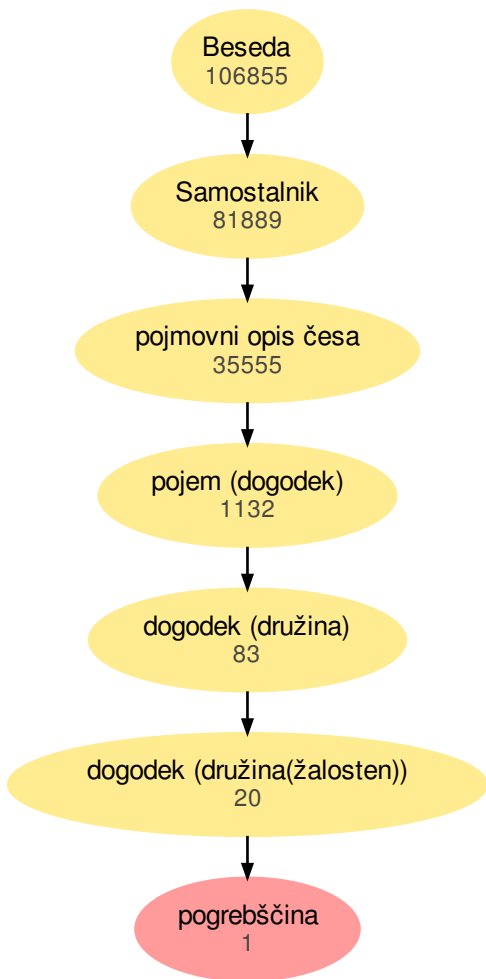 Beseda
106855
Samostalnik
81889
pojmovni opis česa
35555
pojem (dogodek)
1132
dogodek (družina)
83
dogodek (družina(žalosten))
20
pogrebščina
1